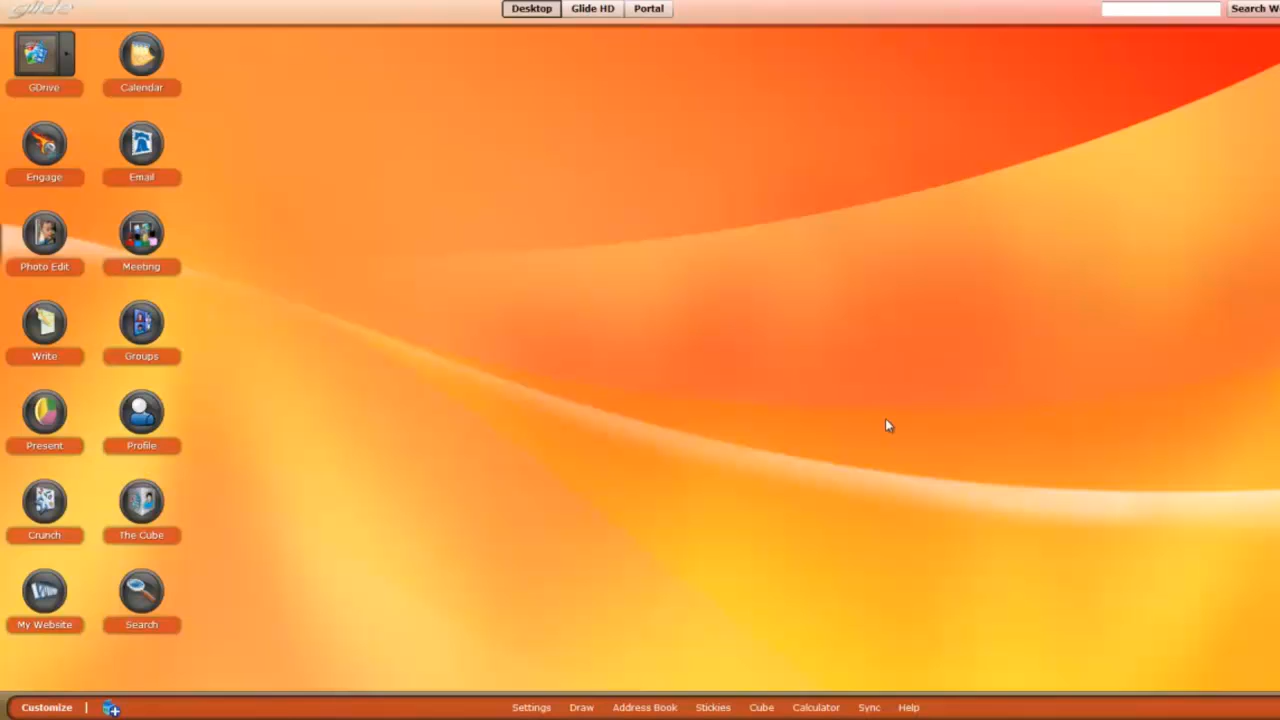 glide
Desktop Glide HD Portal
Search W
GDrive Calendar
Engage Email
Photo Edit Meeting
Write Groups
Present Profile
Crunch The Cube
My Website Search
Customize | Settings Draw Address Book Stickies Cube Calculator Sync Help